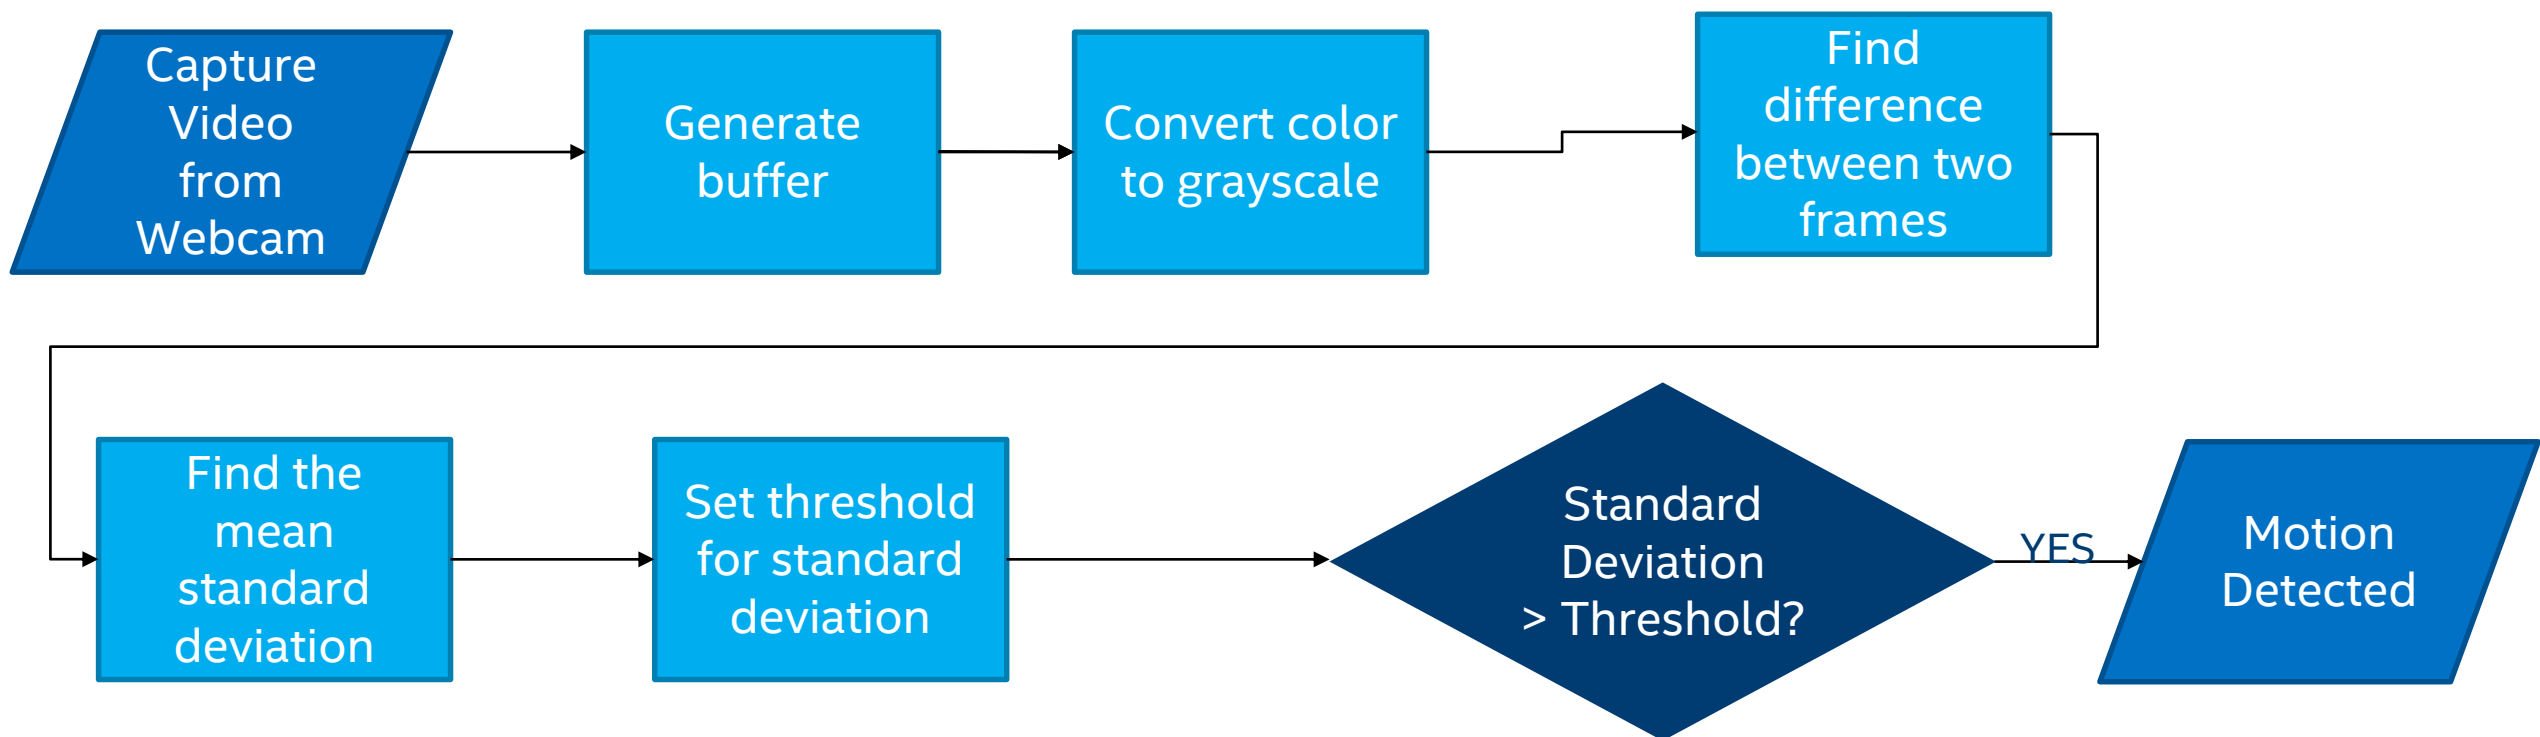 Capture
Video
from
Webcam
Generate
buffer
Convert color
to grayscale
Find
difference
between two
frames
Find the
mean
standard
deviation
Set threshold
for standard
deviation
Standard
Deviation
> Threshold?
YES
Motion
Detected